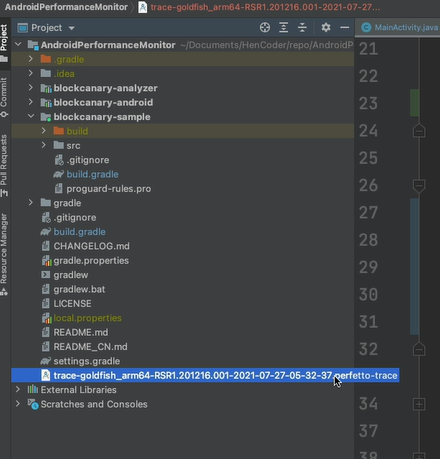 AndroidPerformanceMonitor trace-goldfish_arm64-RSR1.201216.001-2021-07-27...
Project
MainActivity.java
AndroidPerformanceMonitor ~/Documents/HenCoder/repo/AndroidP
.gradle
.idea
blockcanary-analyzer
blockcanary-android
blockcanary-sample
build
src
.gitignore
build.gradle
proguard-rules.pro
gradle
.gitignore
build.gradle
CHANGELOG.md
gradle.properties
gradlew
gradlew.bat
LICENSE
local.properties
README.md
README_CN.md
settings.gradle
trace-goldfish_arm64-RSR1.201216.001-2021-07-27-05-32-37.perfetto-trace
External Libraries
Scratches and Consoles
Project
Commit
Pull Requests
Resource Manager
21
22
23
24
25
26
27
28
29
30
31
32
34
37
38